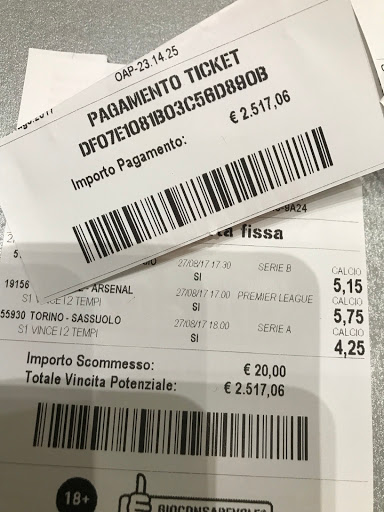 OAP-23.14.25
PAGAMENTO TICKET
DF07E1081B03C56D890B
Importo Pagamento:
€ 2.517,06
-9A24
fissa
27/08/17 17.30 SERIE B CALCIO
SI 5,15
19156 - ARSENAL 27/08/17 17.00 PREMIER LEAGUE CALCIO
S1 VINCE I 2 TEMPI SI 5,75
55930 TORINO - SASSUOLO 27/08/17 18.00 SERIE A CALCIO
S1 VINCE I 2 TEMPI SI 4,25
Importo Scommesso: € 20,00
Totale Vincita Potenziale: € 2.517,06
18+